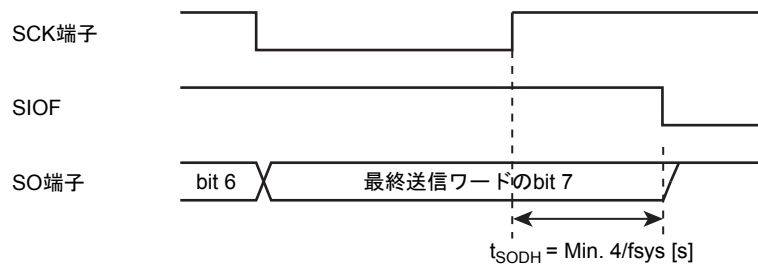 SCK端子
SIOF
SO端子 bit 6 最終送信ワードのbit 7
tSODH = Min. 4/fsys [s]